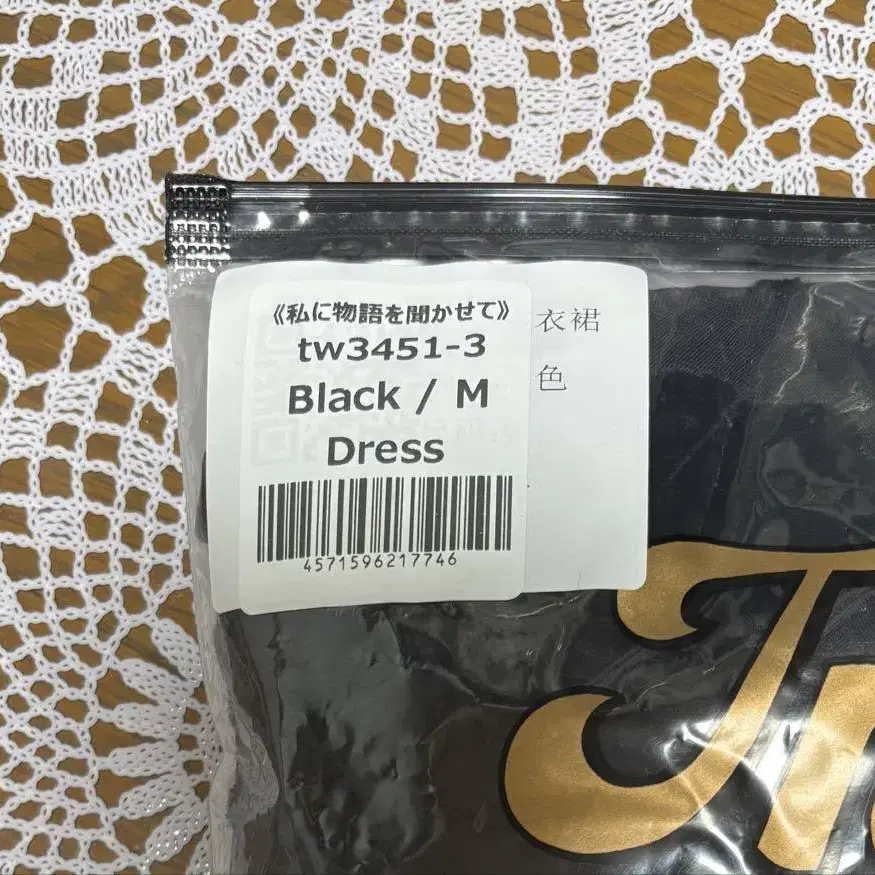 《私に物語を聞かせて》
tw3451-3
Black / M
Dress
4571596217746
衣裙
色